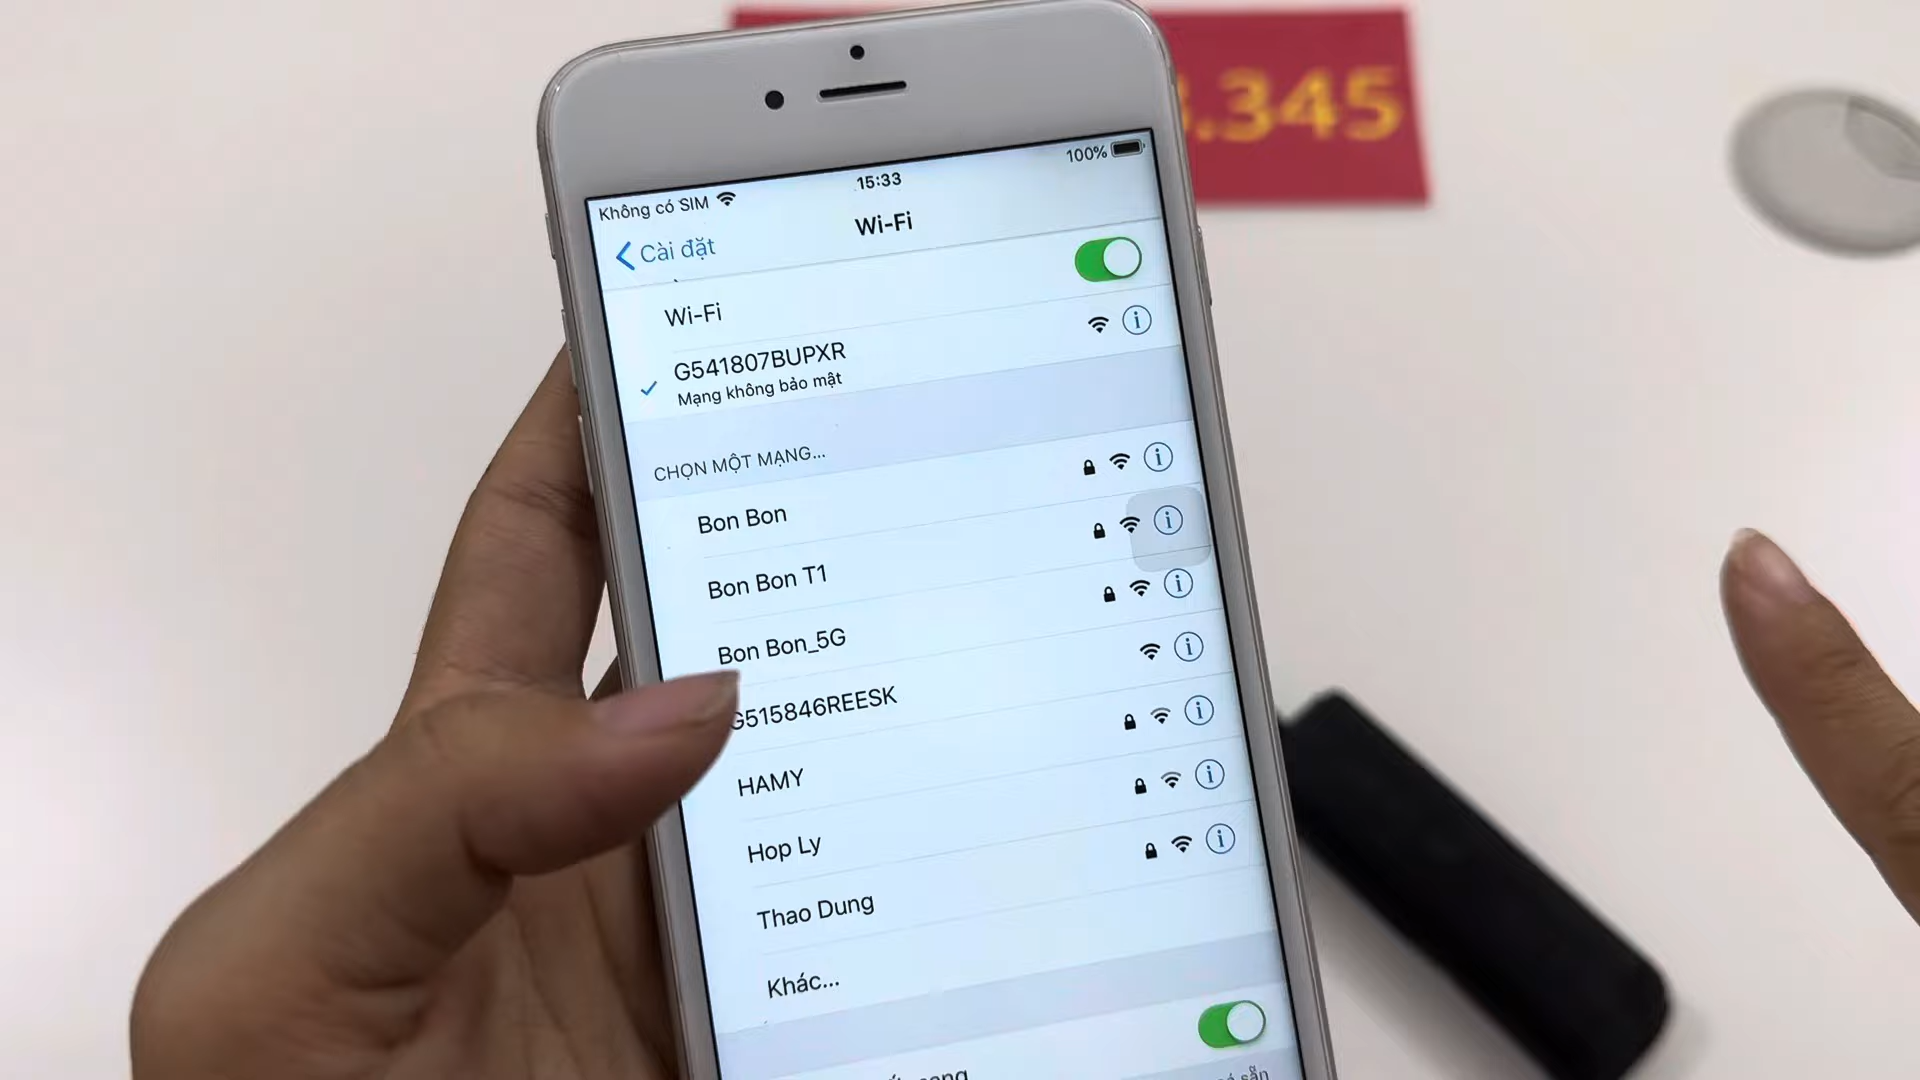 .345
Không có SIM
15:33
100%
Cài đặt
Wi-Fi
Wi-Fi
G541807BUPXR
Mạng không bảo mật
CHỌN MỘT MẠNG...
Bon Bon
Bon Bon T1
Bon Bon_5G
G515846REESK
HAMY
Hop Ly
Thao Dung
Khác...